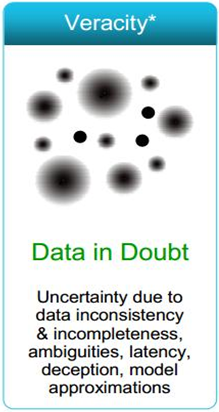 Veracity*
Data in Doubt
Uncertainty due to
data inconsistency
& incompleteness,
ambiguities, latency,
deception, model
approximations